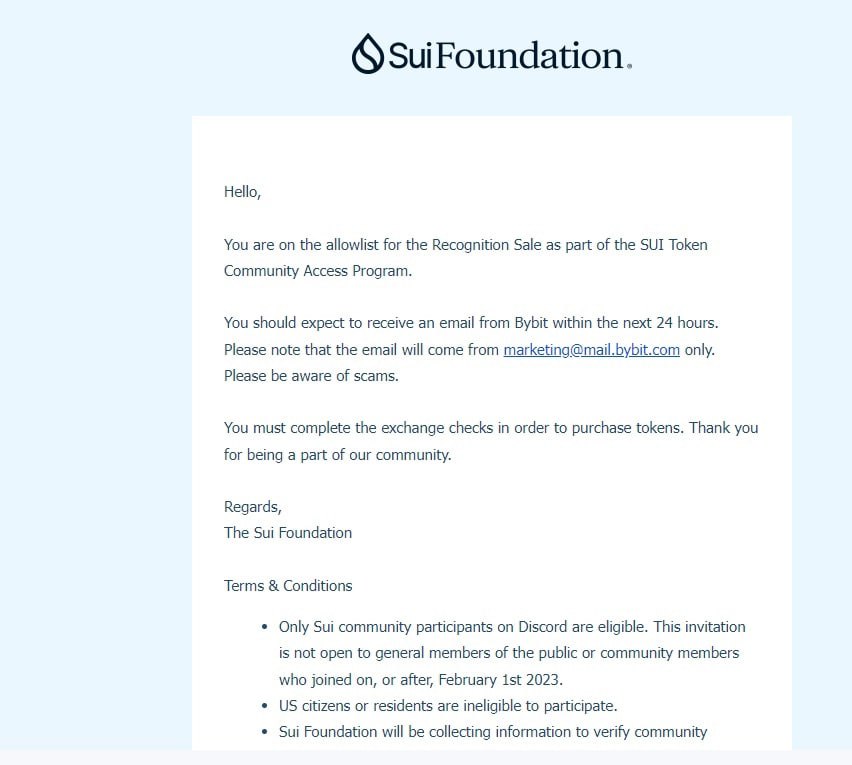 SuiFoundation®
Hello,
You are on the allowlist for the Recognition Sale as part of the SUI Token
Community Access Program.
You should expect to receive an email from Bybit within the next 24 hours.
Please note that the email will come from marketing@mail.bybit.com only.
Please be aware of scams.
You must complete the exchange checks in order to purchase tokens. Thank you
for being a part of our community.
Regards,
The Sui Foundation
Terms & Conditions
• Only Sui community participants on Discord are eligible. This invitation
is not open to general members of the public or community members
who joined on, or after, February 1st 2023.
• US citizens or residents are ineligible to participate.
• Sui Foundation will be collecting information to verify community